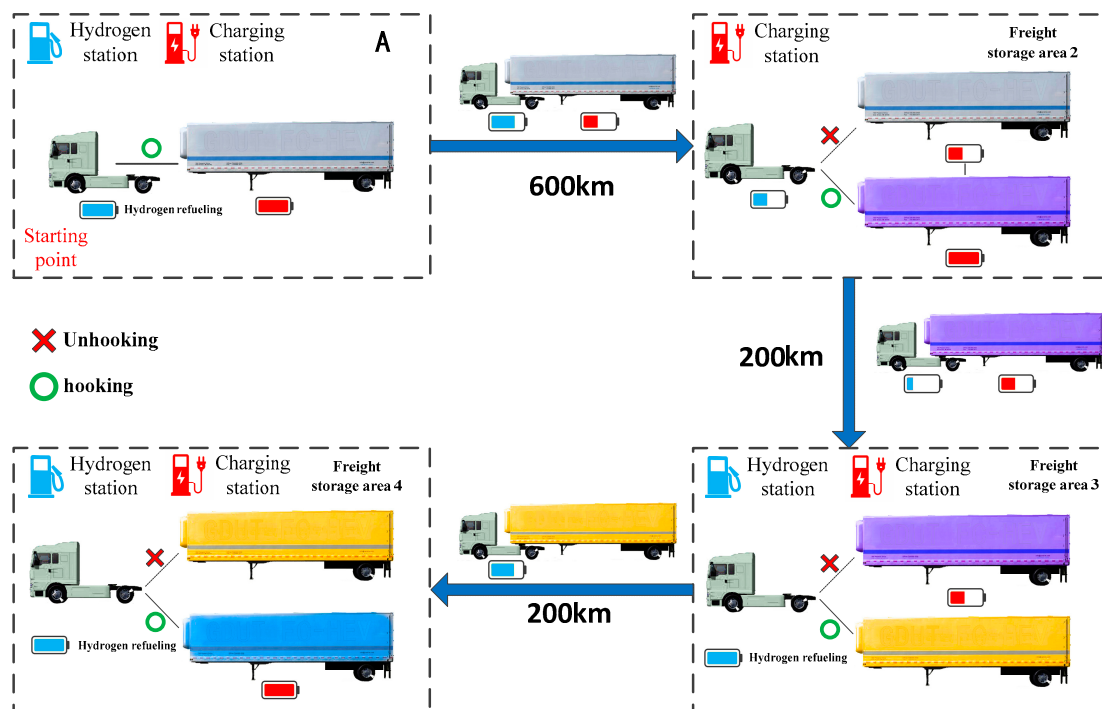 Hydrogen
station
Charging
station
A
Hydrogen refueling
Starting
point
600km
Charging
station
Freight
storage area 2
Unhooking
hooking
200km
Hydrogen
station
Charging
station
Freight
storage area 4
Hydrogen refueling
200km
Hydrogen
station
Charging
station
Freight
storage area 3
Hydrogen refueling